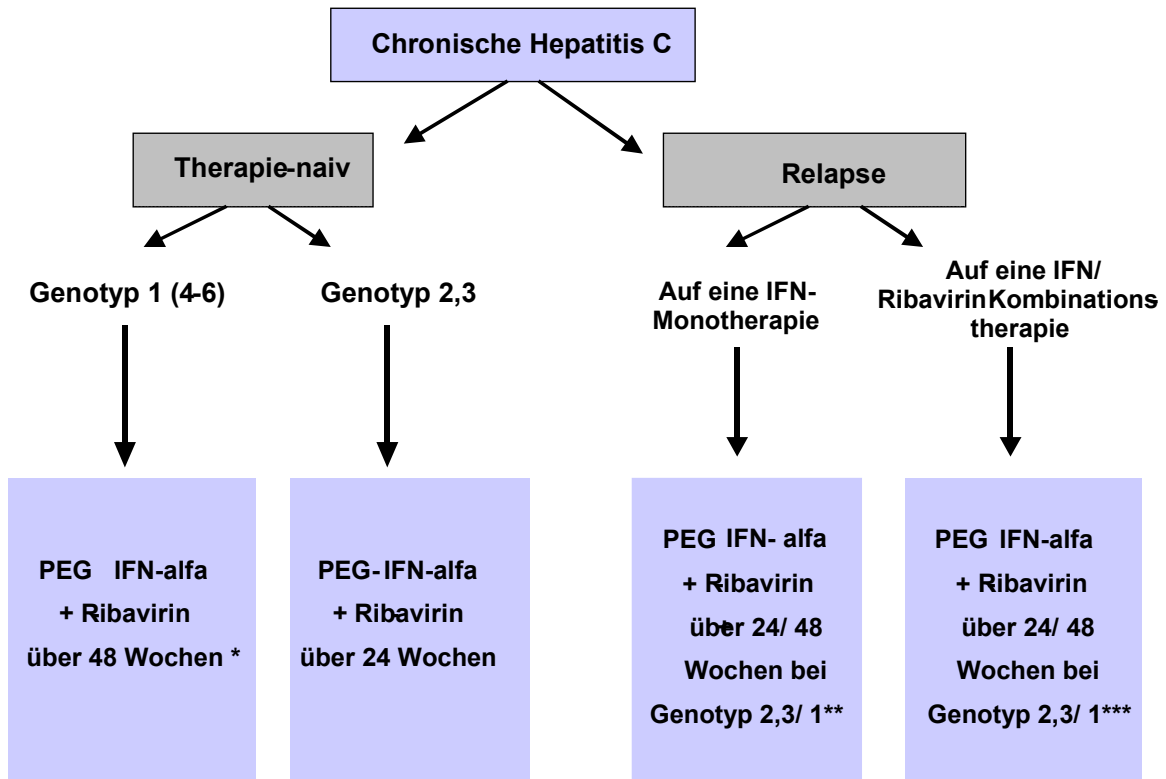 Chronische Hepatitis C
Therapie-naiv
Relapse
Genotyp 1 (4-6)
Genotyp 2,3
Auf eine IFN-
Monotherapie
Auf eine IFN/
Ribavirin Kombinations
therapie
PEG IFN-alfa
+ Ribavirin
über 48 Wochen *
PEG-IFN-alfa
+ Ribavirin
über 24 Wochen
PEG IFN- alfa
+ Ribavirin
über 24/ 48
Wochen bei
Genotyp 2,3/ 1**
PEG IFN-alfa
+ Ribavirin
über 24/ 48
Wochen bei
Genotyp 2,3/ 1***